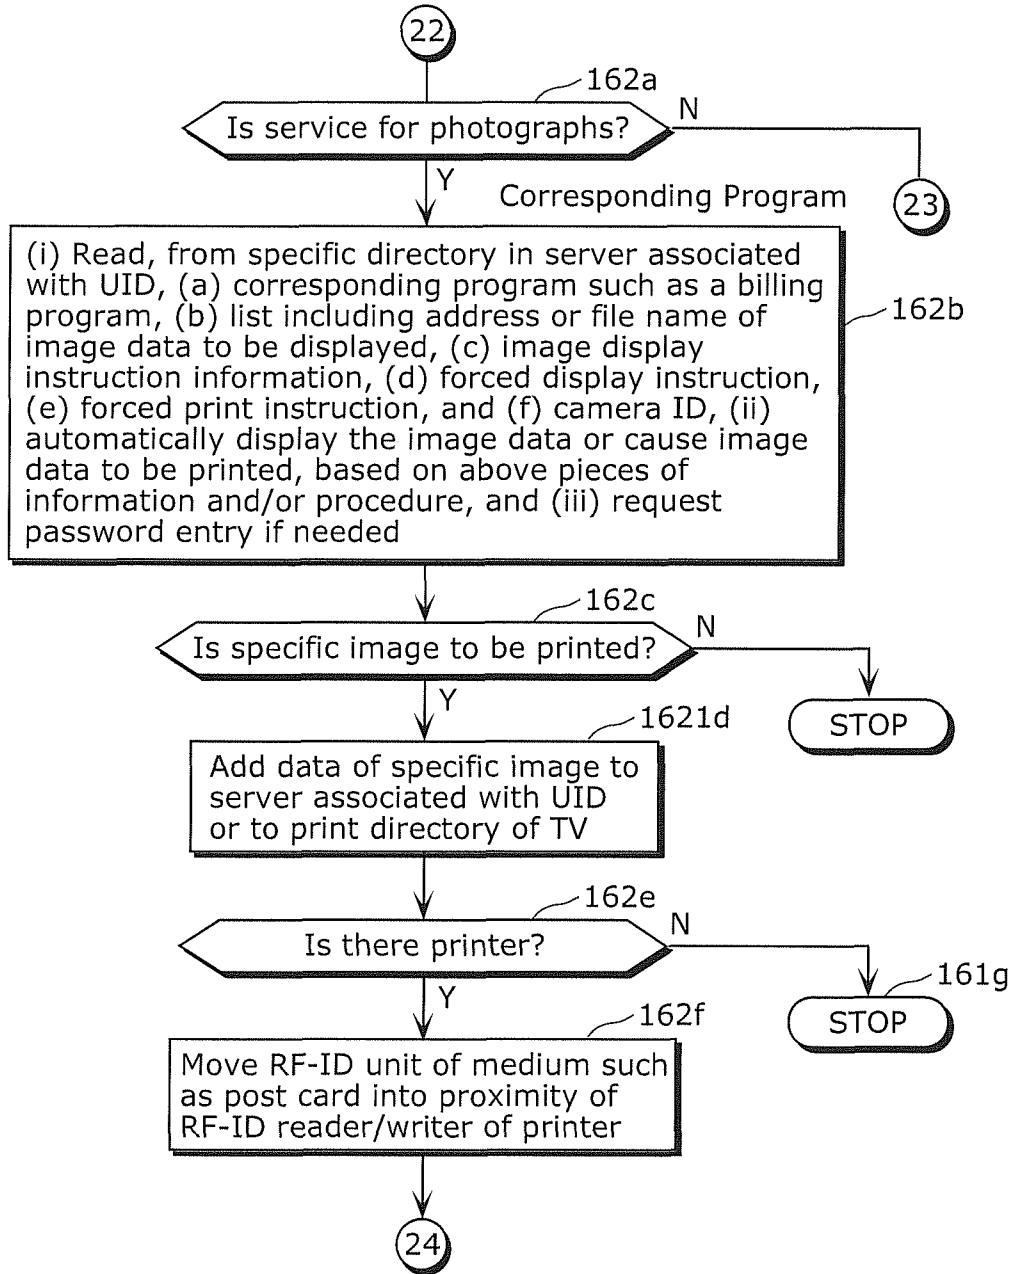 22
162a
Is service for photographs?
N
Y
Corresponding Program
23
(i) Read, from specific directory in server associated
with UID, (a) corresponding program such as a billing
program, (b) list including address or file name of
image data to be displayed, (c) image display
instruction information, (d) forced display instruction,
(e) forced print instruction, and (f) camera ID, (ii)
automatically display the image data or cause image
data to be printed, based on above pieces of
information and/or procedure, and (iii) request
password entry if needed
162b
162c
Is specific image to be printed?
N
Y
STOP
1621d
Add data of specific image to
server associated with UID
or to print directory of TV
162e
Is there printer?
N
Y
161g
STOP
162f
Move RF-ID unit of medium such
as post card into proximity of
RF-ID reader/writer of printer
24